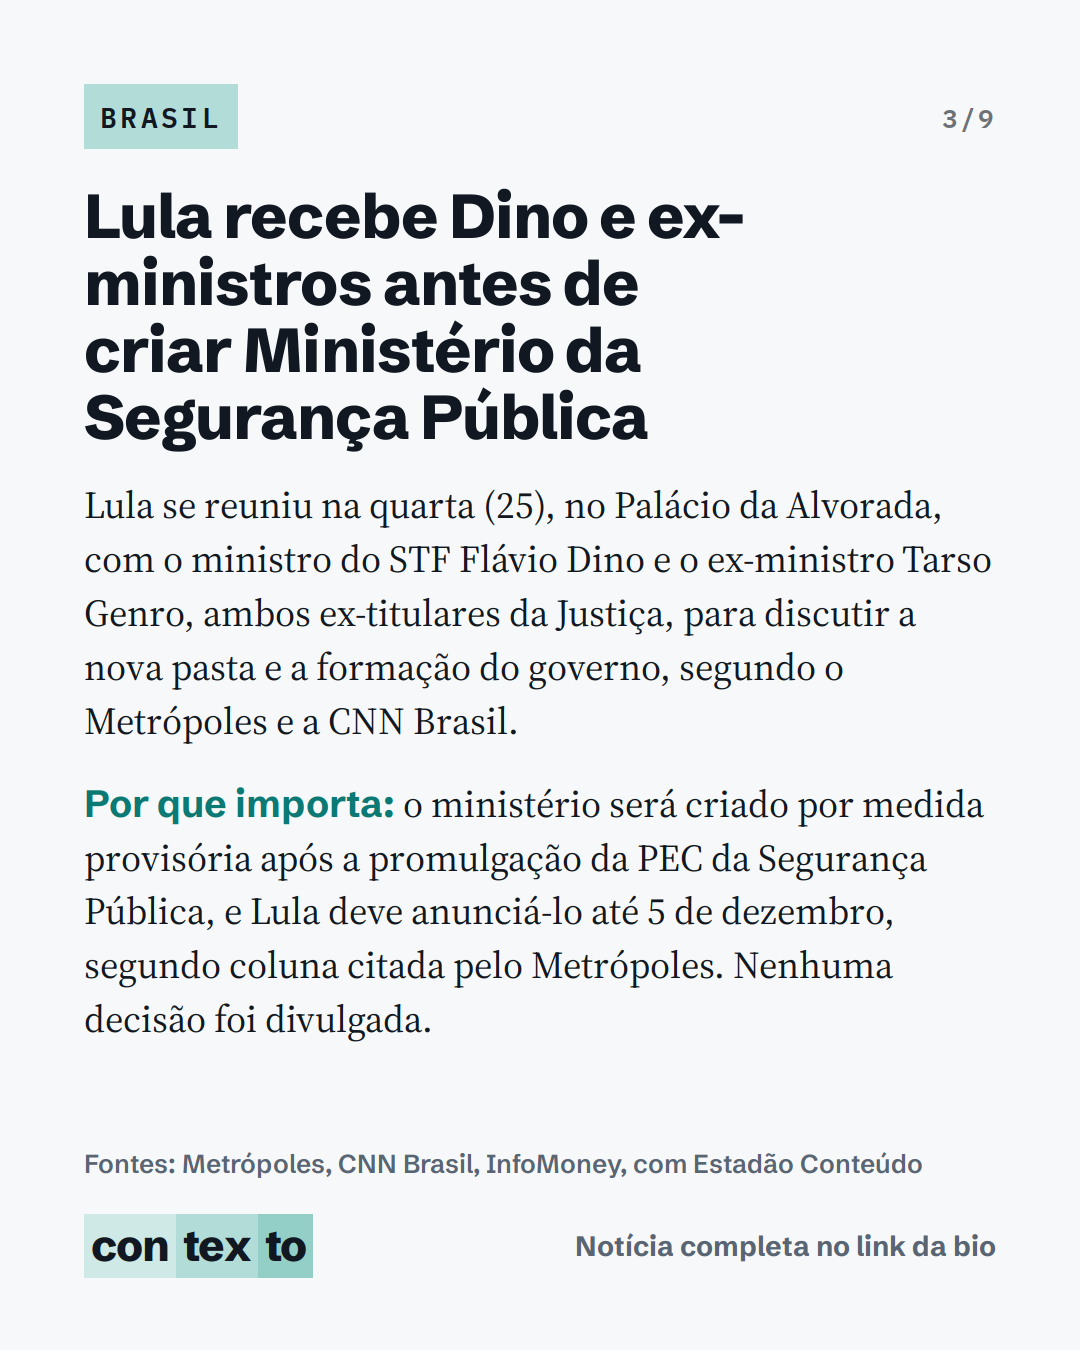 BRASIL
3/9
Lula recebe Dino e ex-
ministros antes de
criar Ministério da
Segurança Pública
Lula se reuniu na quarta (25), no Palácio da Alvorada,
com o ministro do STF Flávio Dino e o ex-ministro Tarso
Genro, ambos ex-titulares da Justiça, para discutir a
nova pasta e a formação do governo, segundo o
Metrópoles e a CNN Brasil.
Por que importa: o ministério será criado por medida
provisória após a promulgação da PEC da Segurança
Pública, e Lula deve anunciá-lo até 5 de dezembro,
segundo coluna citada pelo Metrópoles. Nenhuma
decisão foi divulgada.
Fontes: Metrópoles, CNN Brasil, InfoMoney, com Estadão Conteúdo
con tex to
Notícia completa no link da bio